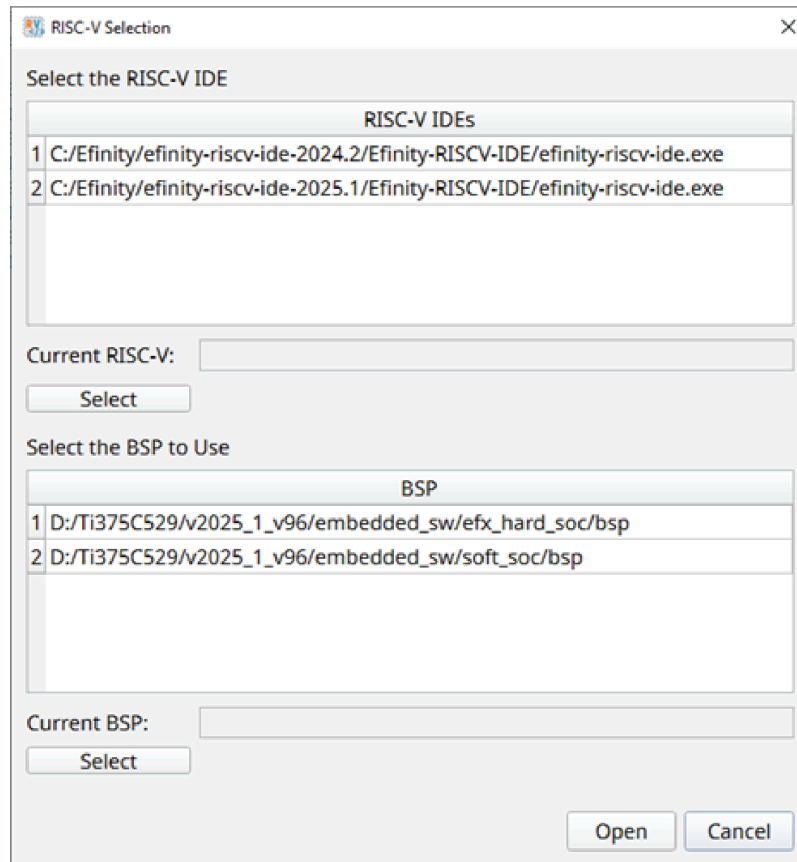 RISC-V Selection
Select the RISC-V IDE
RISC-V IDEs
1 C:/Efinity/efinity-riscv-ide-2024.2/Efinity-RISCV-IDE/efinity-riscv-ide.exe
2 C:/Efinity/efinity-riscv-ide-2025.1/Efinity-RISCV-IDE/efinity-riscv-ide.exe
Current RISC-V:
Select
Select the BSP to Use
BSP
1 D:/Ti375C529/v2025_1_v96/embedded_sw/efx_hard_soc/bsp
2 D:/Ti375C529/v2025_1_v96/embedded_sw/soft_soc/bsp
Current BSP:
Select
Open Cancel